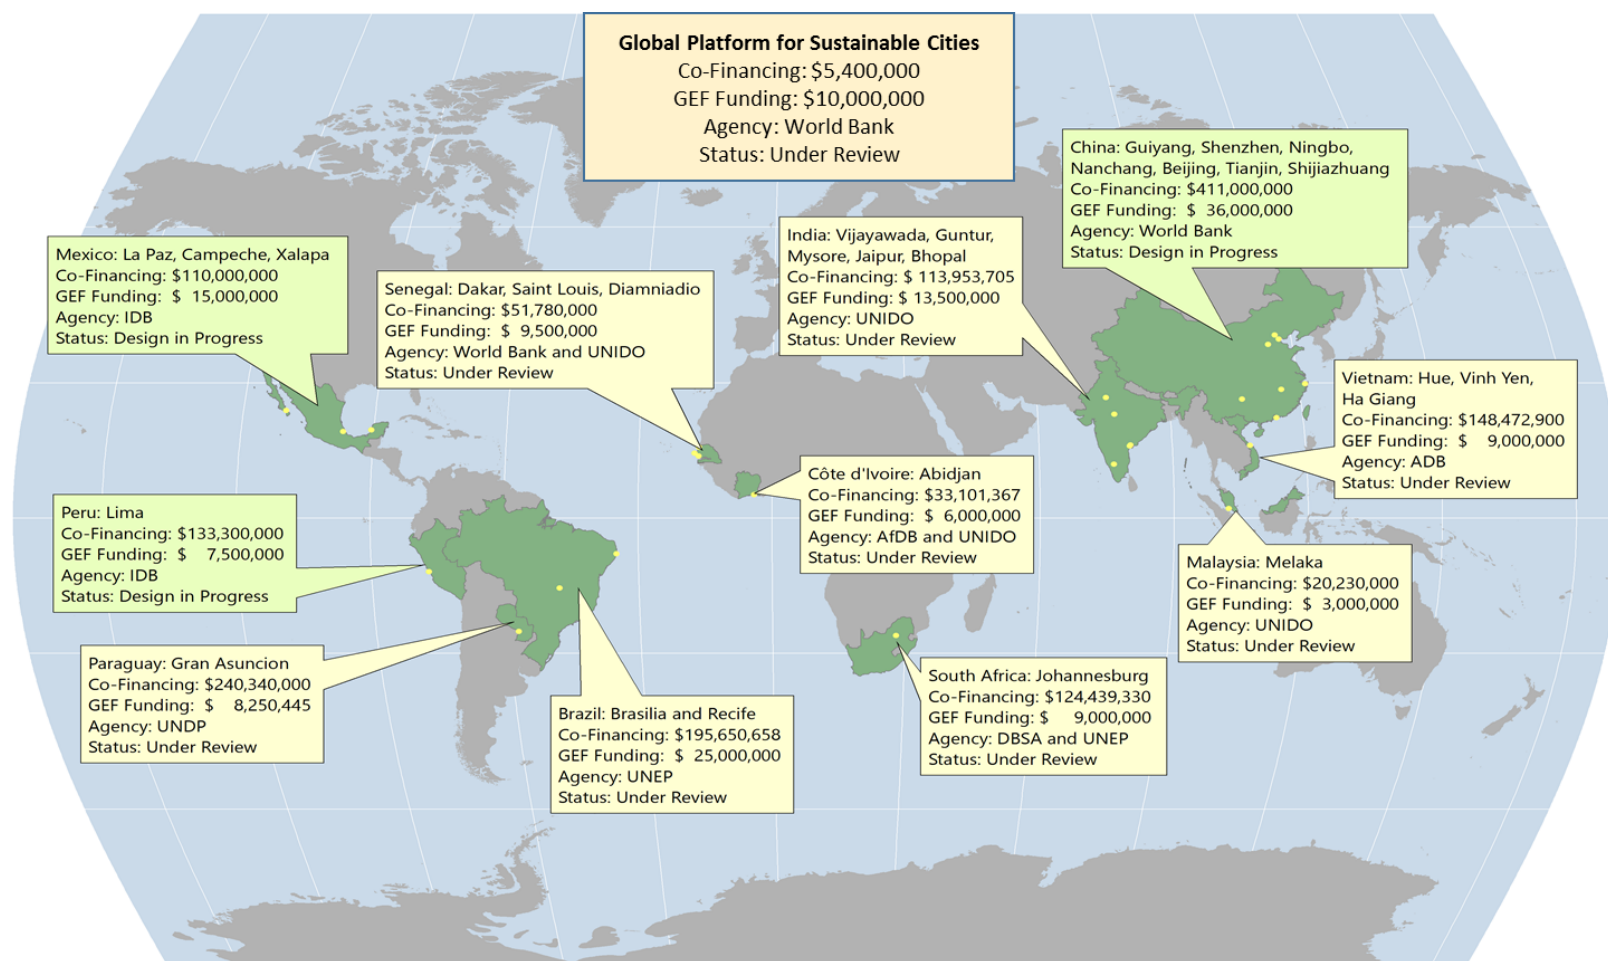 Global Platform for Sustainable Cities
Co-Financing: $5,400,000
GEF Funding: $10,000,000
Agency: World Bank
Status: Under Review
China: Guiyang, Shenzhen, Ningbo,
Nanchang, Beijing, Tianjin, Shijiazhuang
Co-Financing: $411,000,000
GEF Funding: $ 36,000,000
Agency: World Bank
Status: Design in Progress
India: Vijayawada, Guntur,
Mysore, Jaipur, Bhopal
Co-Financing: $ 113,953,705
GEF Funding: $ 13,500,000
Agency: UNIDO
Status: Under Review
Mexico: La Paz, Campeche, Xalapa
Co-Financing: $110,000,000
GEF Funding: $ 15,000,000
Agency: IDB
Status: Design in Progress
Senegal: Dakar, Saint Louis, Diamniadio
Co-Financing: $51,780,000
GEF Funding: $ 9,500,000
Agency: World Bank and UNIDO
Status: Under Review
Vietnam: Hue, Vinh Yen,
Ha Giang
Co-Financing: $148,472,900
GEF Funding: $ 9,000,000
Agency: ADB
Status: Under Review
Côte d'Ivoire: Abidjan
Co-Financing: $33,101,367
GEF Funding: $ 6,000,000
Agency: AfDB and UNIDO
Status: Under Review
Peru: Lima
Co-Financing: $133,300,000
GEF Funding: $ 7,500,000
Agency: IDB
Status: Design in Progress
Malaysia: Melaka
Co-Financing: $20,230,000
GEF Funding: $ 3,000,000
Agency: UNIDO
Status: Under Review
Paraguay: Gran Asuncion
Co-Financing: $240,340,000
GEF Funding: $ 8,250,445
Agency: UNDP
Status: Under Review
South Africa: Johannesburg
Co-Financing: $124,439,330
GEF Funding: $ 9,000,000
Agency: DBSA and UNEP
Status: Under Review
Brazil: Brasilia and Recife
Co-Financing: $195,650,658
GEF Funding: $ 25,000,000
Agency: UNEP
Status: Under Review